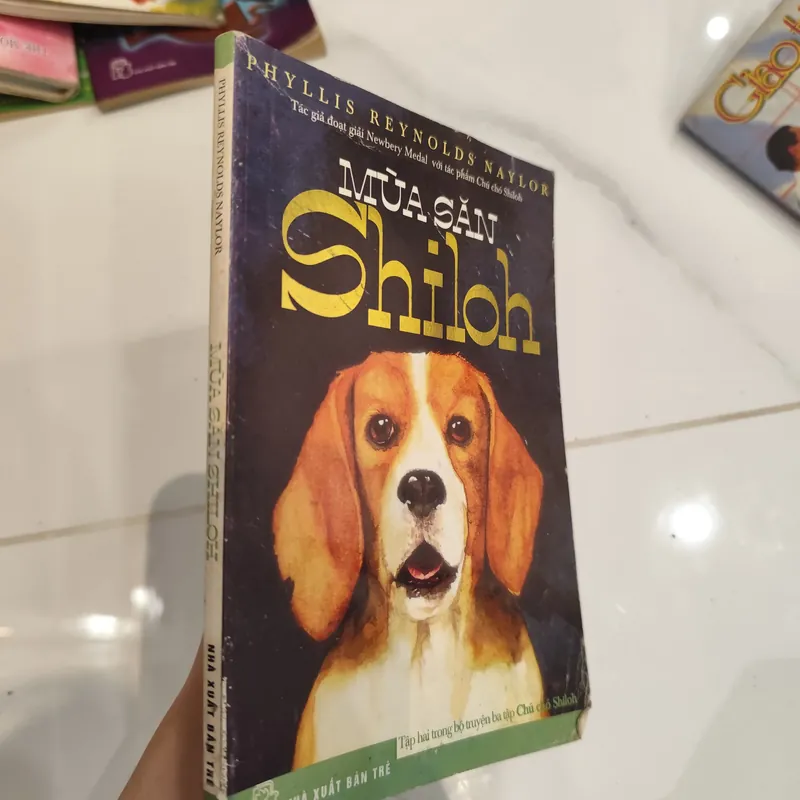 PHYLLIS REYNOLDS NAYLOR
Tác giả đoạt giải Newbery Medal với tác phẩm Chú chó Shiloh
MÙA SĂN
Shiloh
Tập hai trong bộ truyện ba tập Chú chó Shiloh
NHÀ XUẤT BẢN TRẺ
PHYLLIS REYNOLDS NAYLOR
MÙA SĂN SHILOH
NHÀ XUẤT BẢN TRẺ
Giao